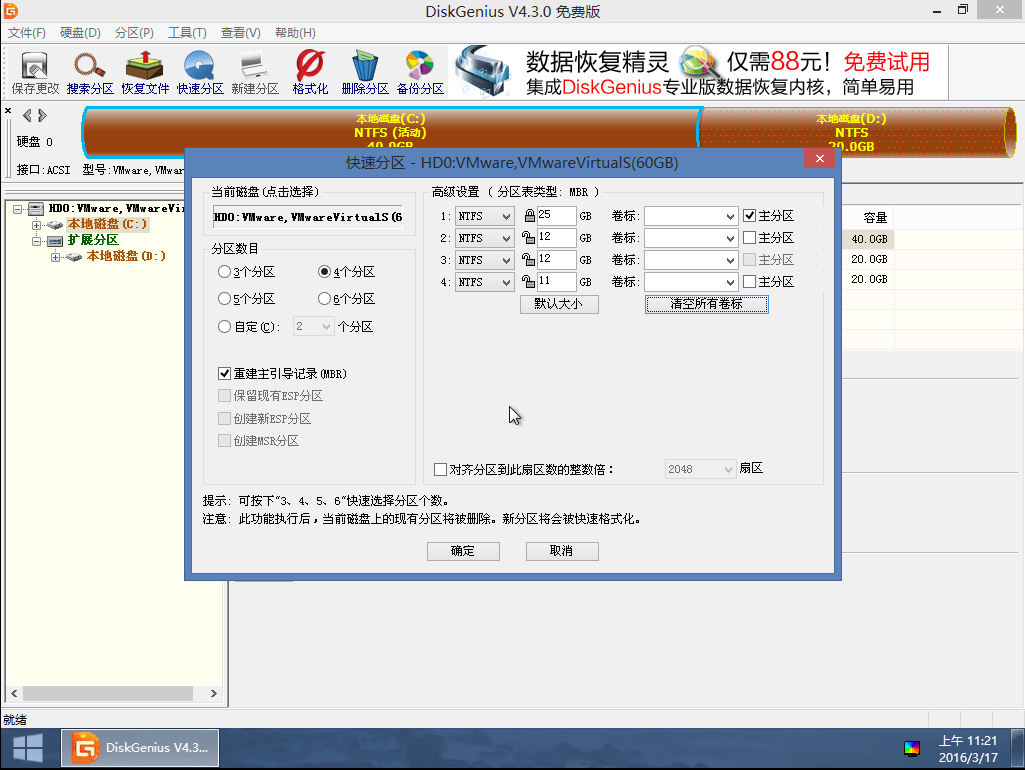 DiskGenius V4.3.0 免费版
文件(F) 硬盘(D) 分区(P) 工具(T) 查看(V) 帮助(H)
保存更改 搜索分区 恢复文件 快速分区 新建分区 格式化 删除分区 备份分区
数据恢复精灵 仅需88元! 免费试用
集成DiskGenius专业版数据恢复内核，简单易用
硬盘 0
本地磁盘(C:)
NTFS (活动)
40.0GB
本地磁盘(D:)
NTFS
20.0GB
接口:ACSI 型号:VMware,VMwar
HD0:VMware,VMwareVi
本地磁盘(C:)
扩展分区
本地磁盘(D:)
容量
40.0GB
20.0GB
20.0GB
快速分区 - HD0:VMware,VMwareVirtualS(60GB)
当前磁盘(点击选择)
HD0:VMware,VMwareVirtualS(6
分区数目
3个分区 4个分区
5个分区 6个分区
自定(C): 2 个分区
重建主引导记录(MBR)
保留现有ESP分区
创建新ESP分区
创建MSR分区
高级设置 ( 分区表类型: MBR )
1: NTFS 25 GB 卷标: 主分区
2: NTFS 12 GB 卷标: 主分区
3: NTFS 12 GB 卷标: 主分区
4: NTFS 11 GB 卷标: 主分区
默认大小 清空所有卷标
对齐分区到此扇区数的整数倍: 2048 扇区
提示: 可按下"3、4、5、6"快速选择分区个数。
注意: 此功能执行后，当前磁盘上的现有分区将被删除。新分区将会被快速格式化。
确定 取消
就绪
DiskGenius V4.3...
上午 11:21
2016/3/17